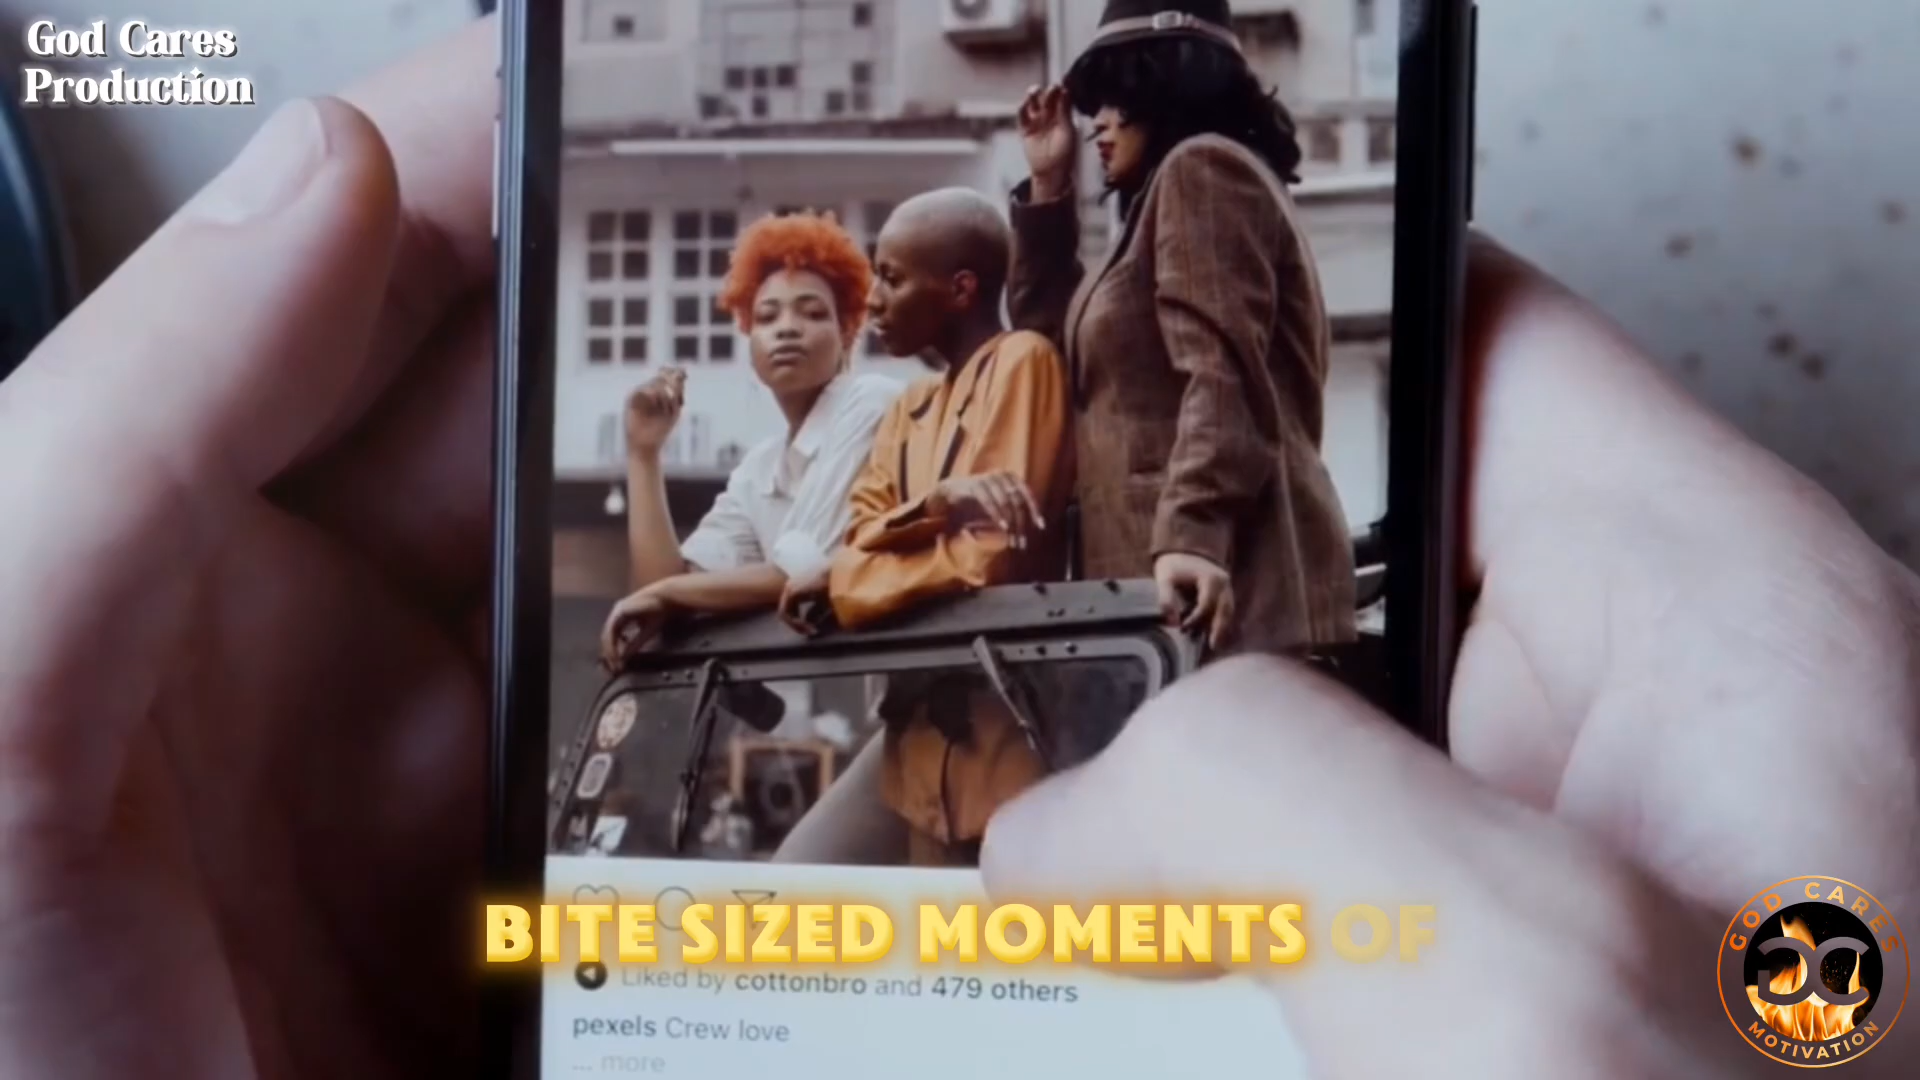 God Cares
Production
BITE SIZED MOMENTS OF
Liked by cottonbro and 479 others
pexels Crew love
... more
GOD CARES
GC
MOTIVATION